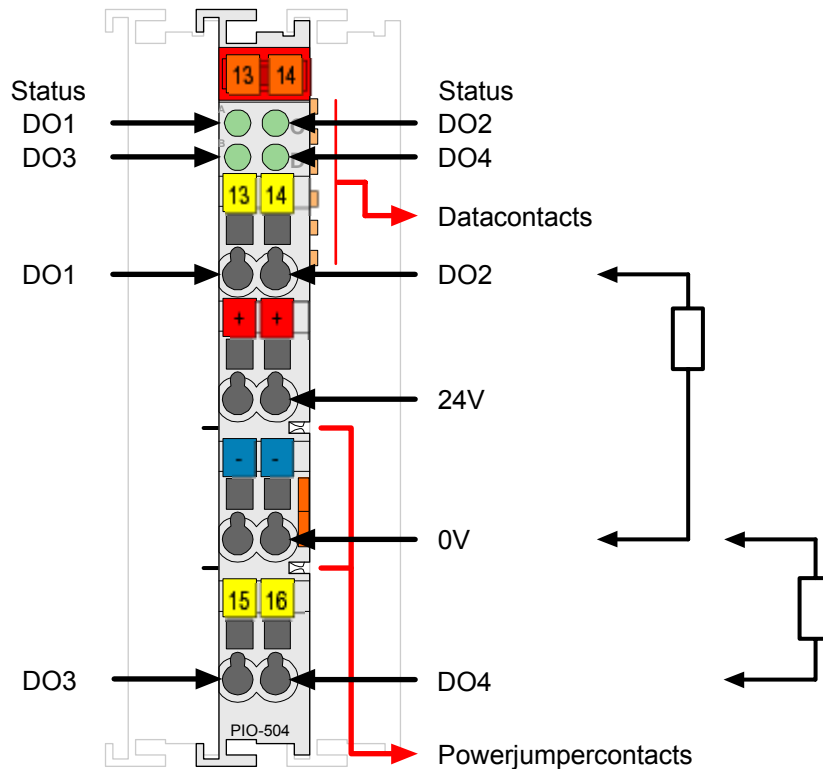 13 14
Status Status
A C
DO1 DO2
B D
DO3 DO4
13 14
Datacontacts
DO1 DO2
+ +
24V
- -
0V
15 16
DO3 DO4
PIO-504
Powerjumpercontacts